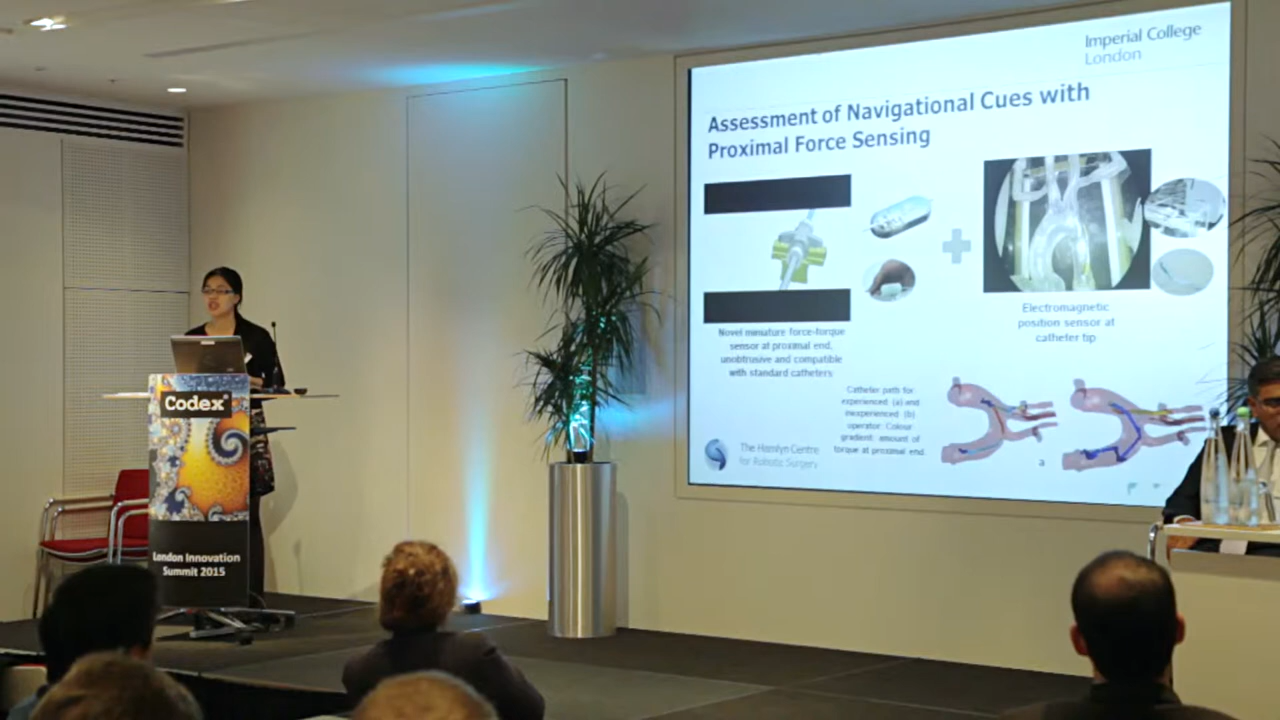 Imperial College
London
Assessment of Navigational Cues with
Proximal Force Sensing
Novel miniature force-torque
sensor at proximal end,
unobtrusive and compatible
with standard catheters
Electromagnetic
position sensor at
catheter tip
Catheter path for
experienced (a) and
inexperienced (b)
operator: Colour
gradient: amount of
torque at proximal end.
a
The Hamlyn Centre
for Robotic Surgery
Codex
London Innovation
Summit 2015